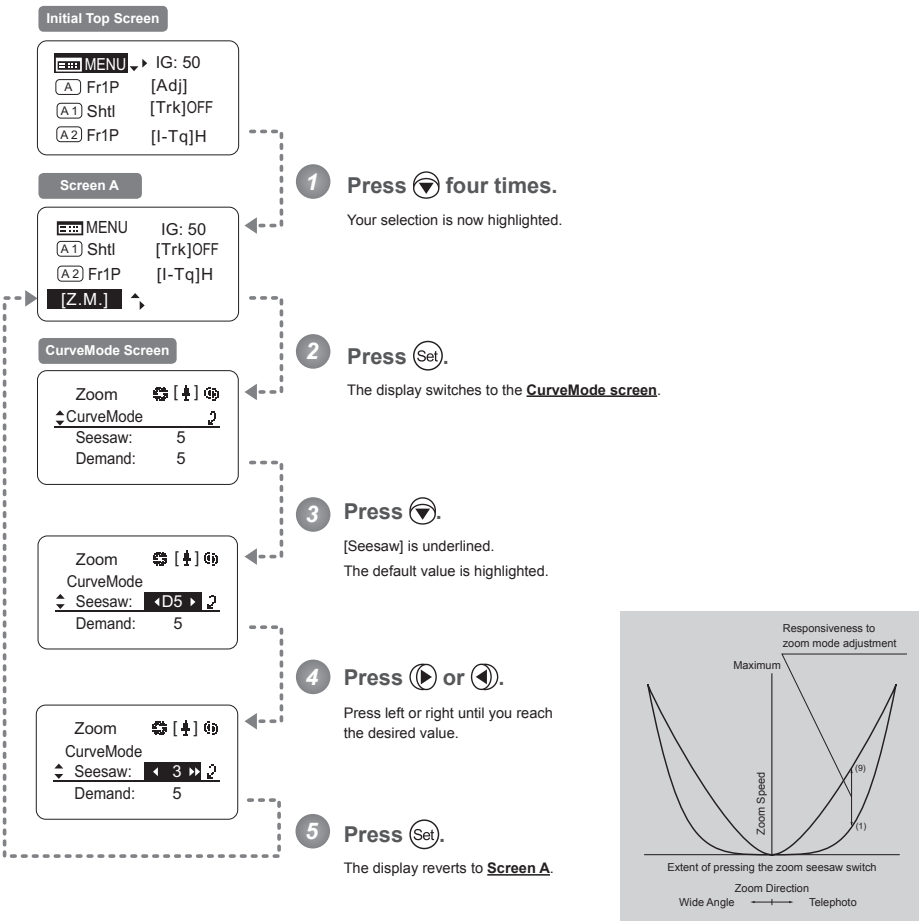 Initial Top Screen
MENU IG: 50
A Fr1P [Adj]
A1 Shtl [Trk]OFF
A2 Fr1P [I-Tq]H
1 Press four times.
Your selection is now highlighted.
Screen A
MENU IG: 50
A1 Shtl [Trk]OFF
A2 Fr1P [I-Tq]H
[Z.M.]
2 Press Set.
The display switches to the CurveMode screen.
CurveMode Screen
Zoom
CurveMode
Seesaw: 5
Demand: 5
3 Press .
[Seesaw] is underlined.
The default value is highlighted.
Zoom
CurveMode
Seesaw: D5
Demand: 5
4 Press or .
Press left or right until you reach
the desired value.
Zoom
CurveMode
Seesaw: 3
Demand: 5
5 Press Set.
The display reverts to Screen A.
Responsiveness to
zoom mode adjustment
Maximum
Zoom Speed
(9)
(1)
Extent of pressing the zoom seesaw switch
Zoom Direction
Wide Angle Telephoto